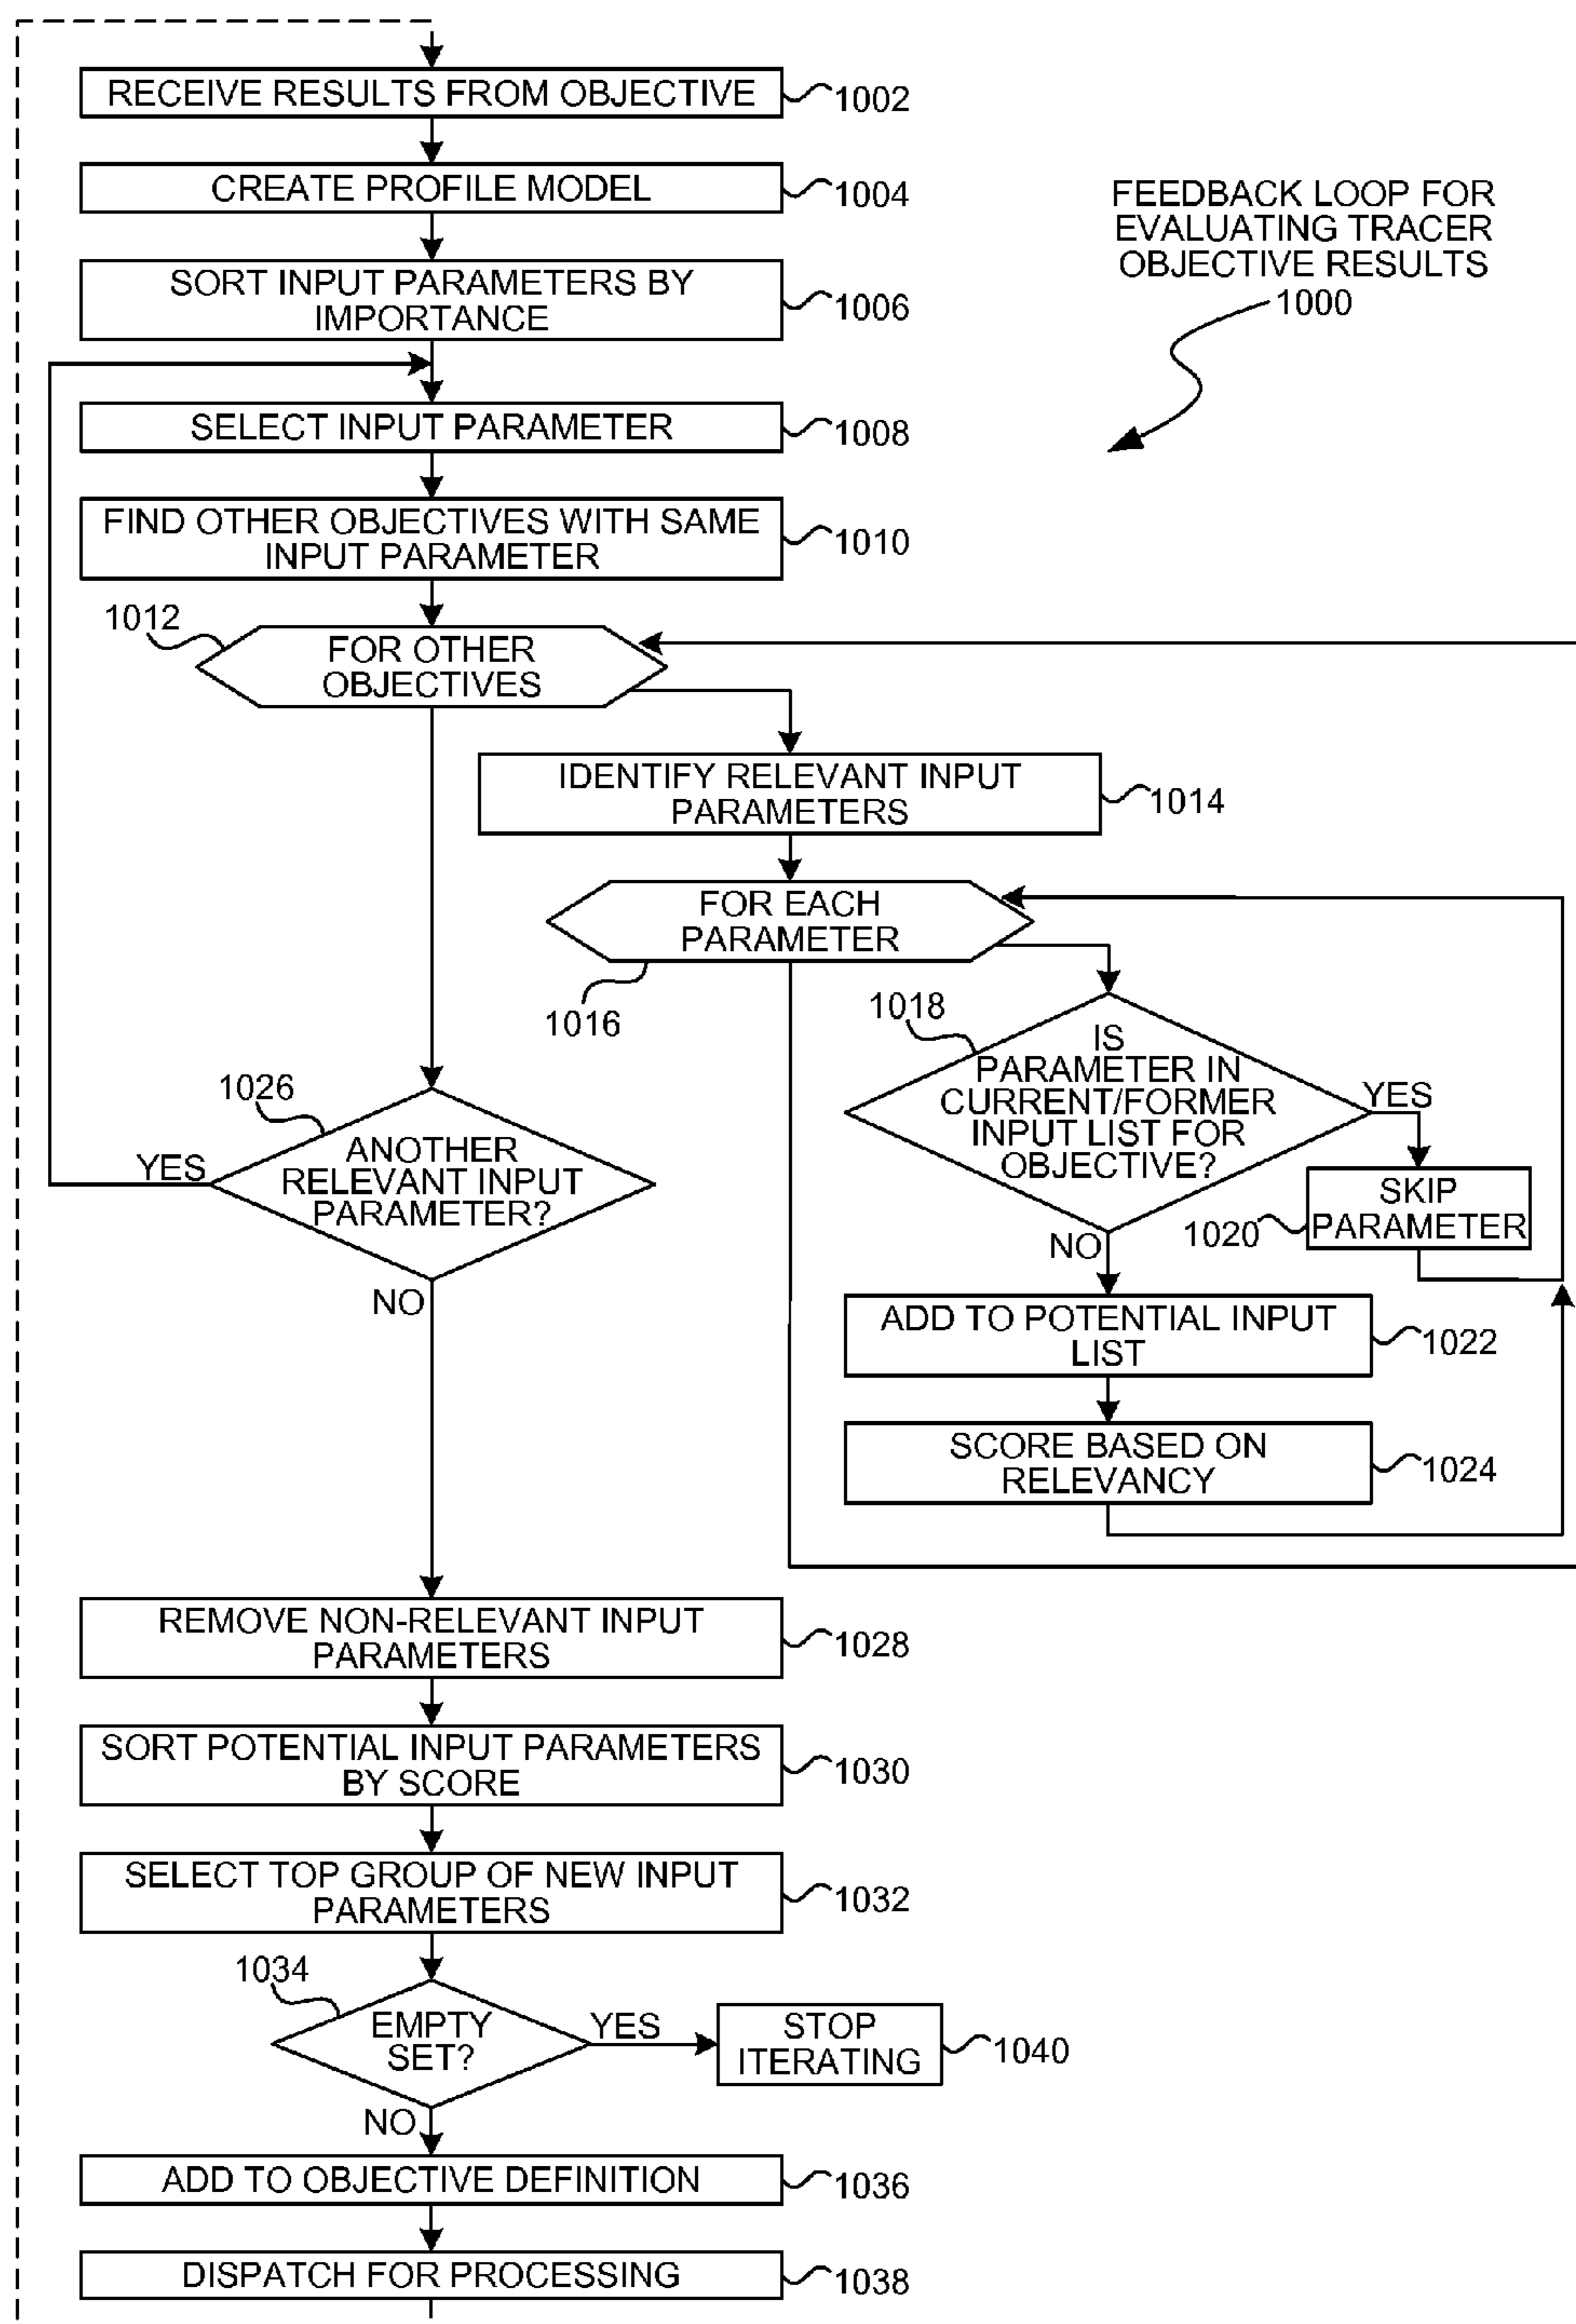 RECEIVE RESULTS FROM OBJECTIVE
1002
CREATE PROFILE MODEL
1004
FEEDBACK LOOP FOR
EVALUATING TRACER
OBJECTIVE RESULTS
1000
SORT INPUT PARAMETERS BY
IMPORTANCE
1006
SELECT INPUT PARAMETER
1008
FIND OTHER OBJECTIVES WITH SAME
INPUT PARAMETER
1010
1012
FOR OTHER
OBJECTIVES
IDENTIFY RELEVANT INPUT
PARAMETERS
1014
FOR EACH
PARAMETER
1016
1018
IS
PARAMETER IN
CURRENT/FORMER
INPUT LIST FOR
OBJECTIVE?
YES
SKIP
PARAMETER
1020
NO
ADD TO POTENTIAL INPUT
LIST
1022
SCORE BASED ON
RELEVANCY
1024
1026
ANOTHER
RELEVANT INPUT
PARAMETER?
YES
NO
REMOVE NON-RELEVANT INPUT
PARAMETERS
1028
SORT POTENTIAL INPUT PARAMETERS
BY SCORE
1030
SELECT TOP GROUP OF NEW INPUT
PARAMETERS
1032
1034
EMPTY
SET?
YES
STOP
ITERATING
1040
NO
ADD TO OBJECTIVE DEFINITION
1036
DISPATCH FOR PROCESSING
1038